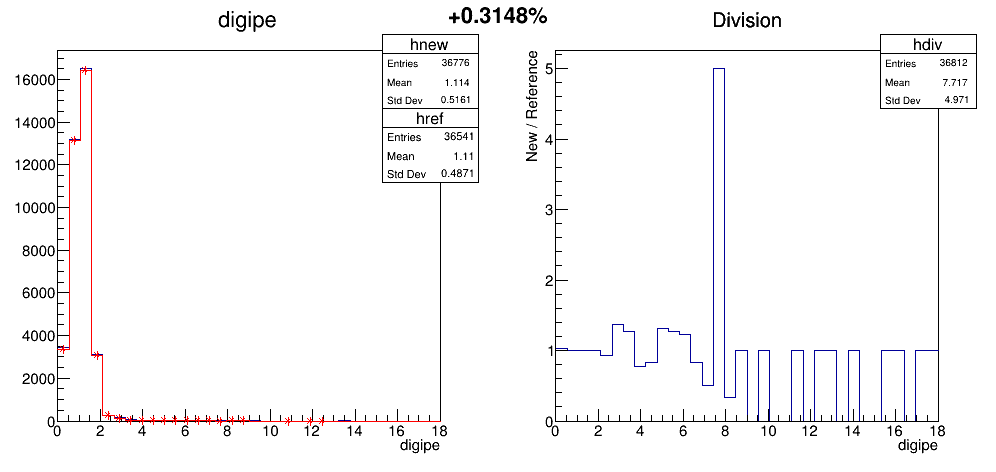 +0.3148%
digipe
hnew
Entries 36776
Mean 1.114
Std Dev 0.5161
href
Entries 36541
Mean 1.11
Std Dev 0.4871
16000
14000
12000
10000
8000
6000
4000
2000
0
0 2 4 6 8 10 12 14 16 18
digipe
Division
hdiv
Entries 36812
Mean 7.717
Std Dev 4.971
New / Reference
5
4
3
2
1
0
0 2 4 6 8 10 12 14 16 18
digipe